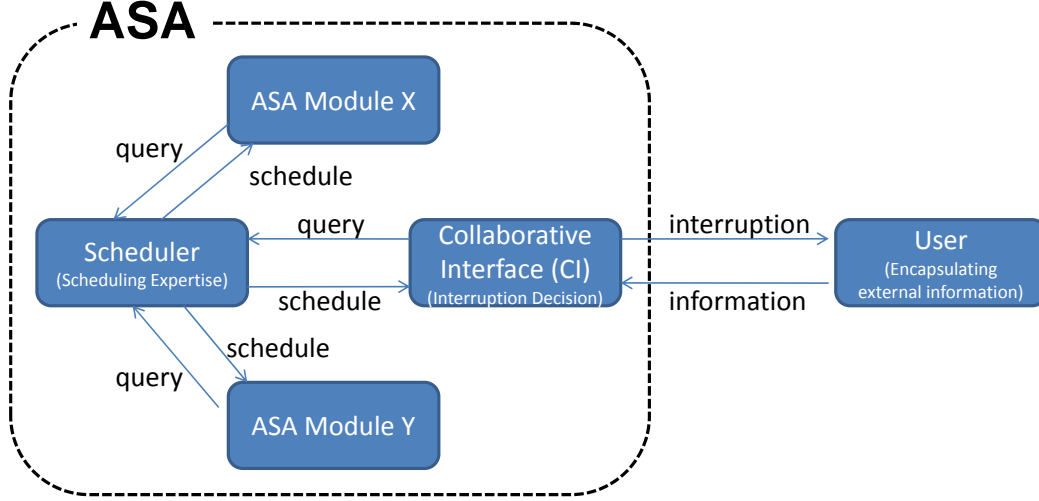 ASA
ASA Module X
query
schedule
Scheduler
(Scheduling Expertise)
query
schedule
Collaborative
Interface (CI)
(Interruption Decision)
interruption
information
User
(Encapsulating
external information)
schedule
query
ASA Module Y